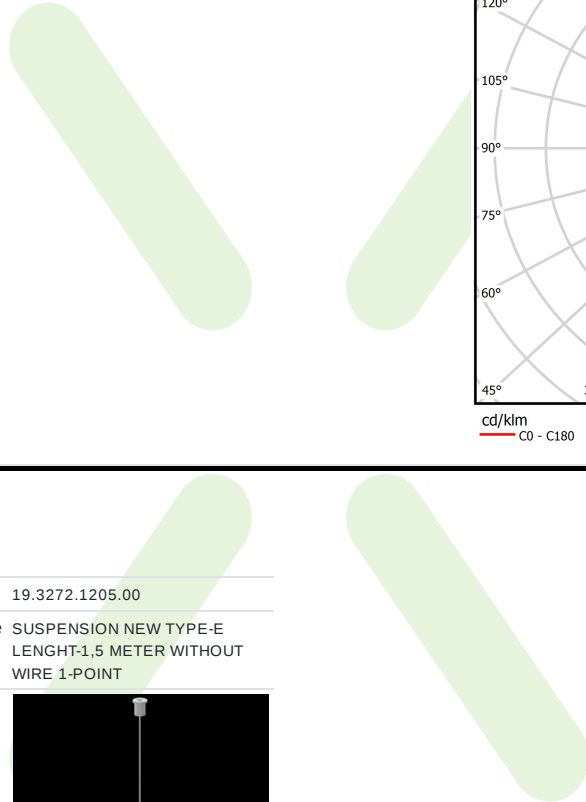 120°
105°
90°
75°
60°
45°
cd/klm
C0 - C180
19.3272.1205.00
SUSPENSION NEW TYPE-E
LENGHT-1,5 METER WITHOUT
WIRE 1-POINT